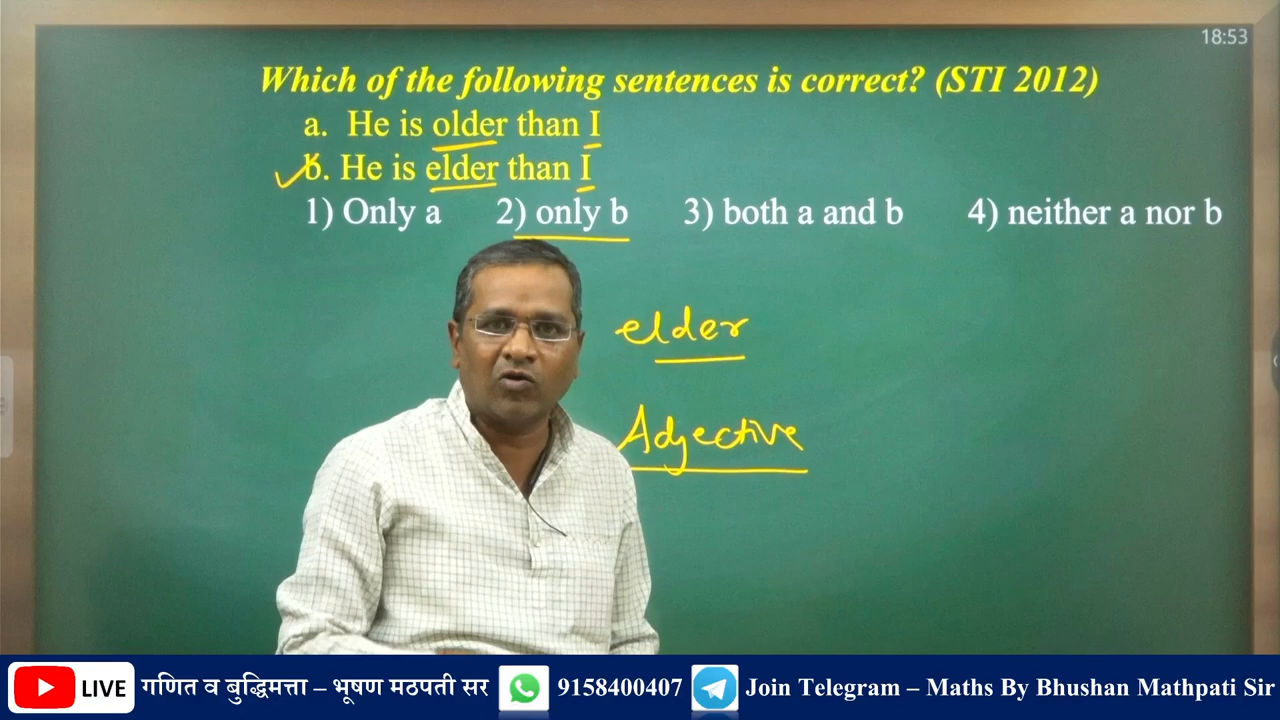 18:53
Which of the following sentences is correct? (STI 2012)
a. He is older than I
b. He is elder than I
1) Only a 2) only b 3) both a and b 4) neither a nor b
elder
Adjective
LIVE गणित व बुद्धिमत्ता – भूषण मठपती सर 9158400407 Join Telegram – Maths By Bhushan Mathpati Sir